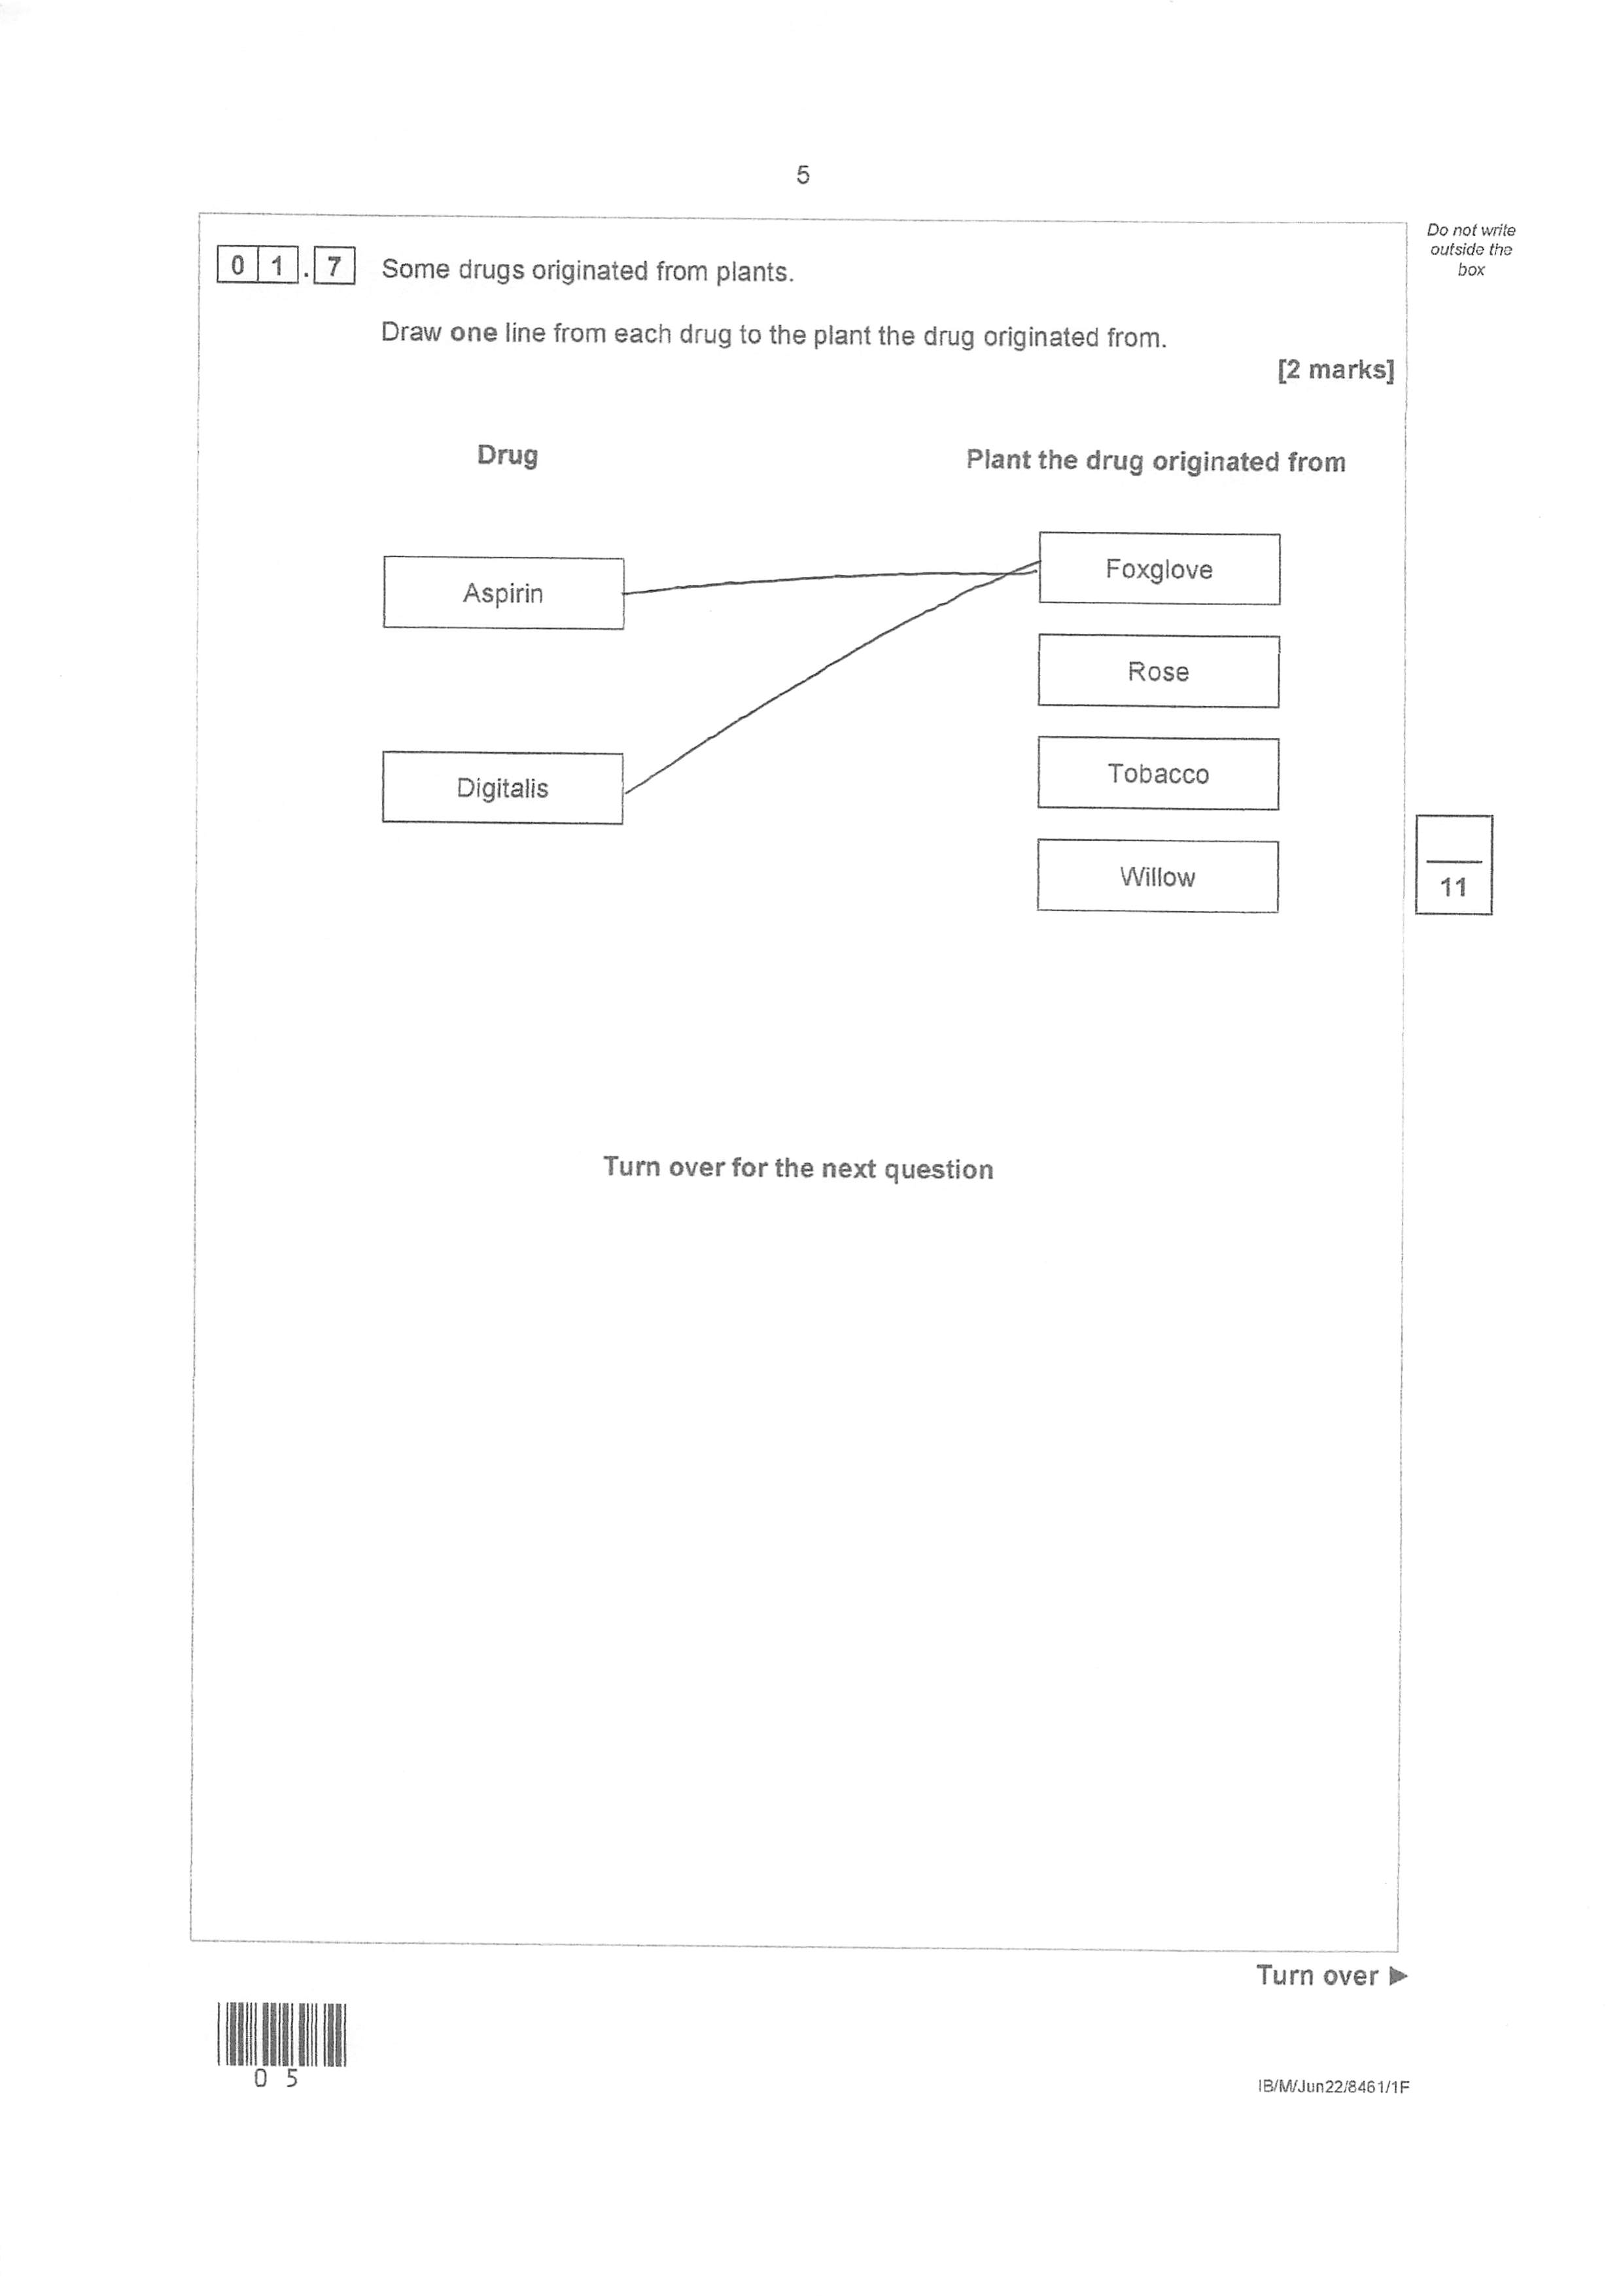 5
Do not write
outside the
box
0 1 . 7 Some drugs originated from plants.
Draw one line from each drug to the plant the drug originated from.
[2 marks]
Drug Plant the drug originated from
Foxglove
Aspirin
Rose
Tobacco
Digitalis
Willow
11
Turn over for the next question
Turn over ►
0 5
IB/M/Jun22/8461/1F